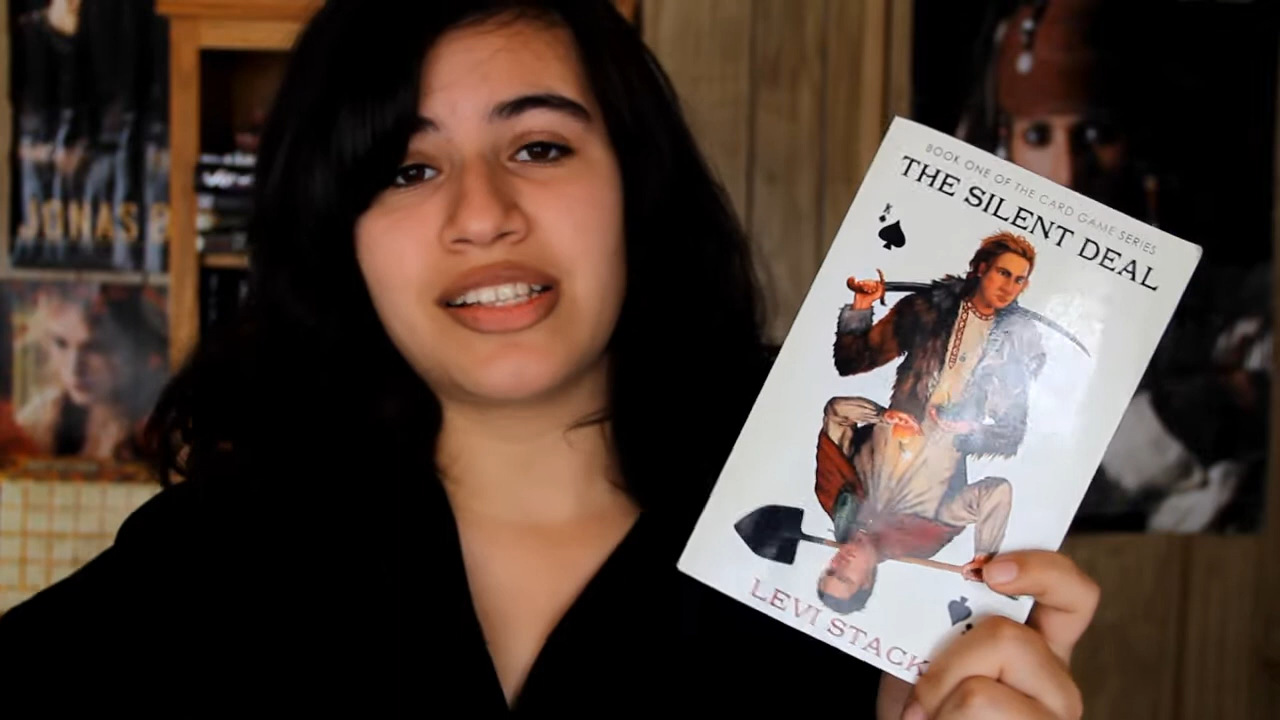 JONAS B
BOOK ONE OF THE CARD GAME SERIES
THE SILENT DEAL
K
LEVI STACK